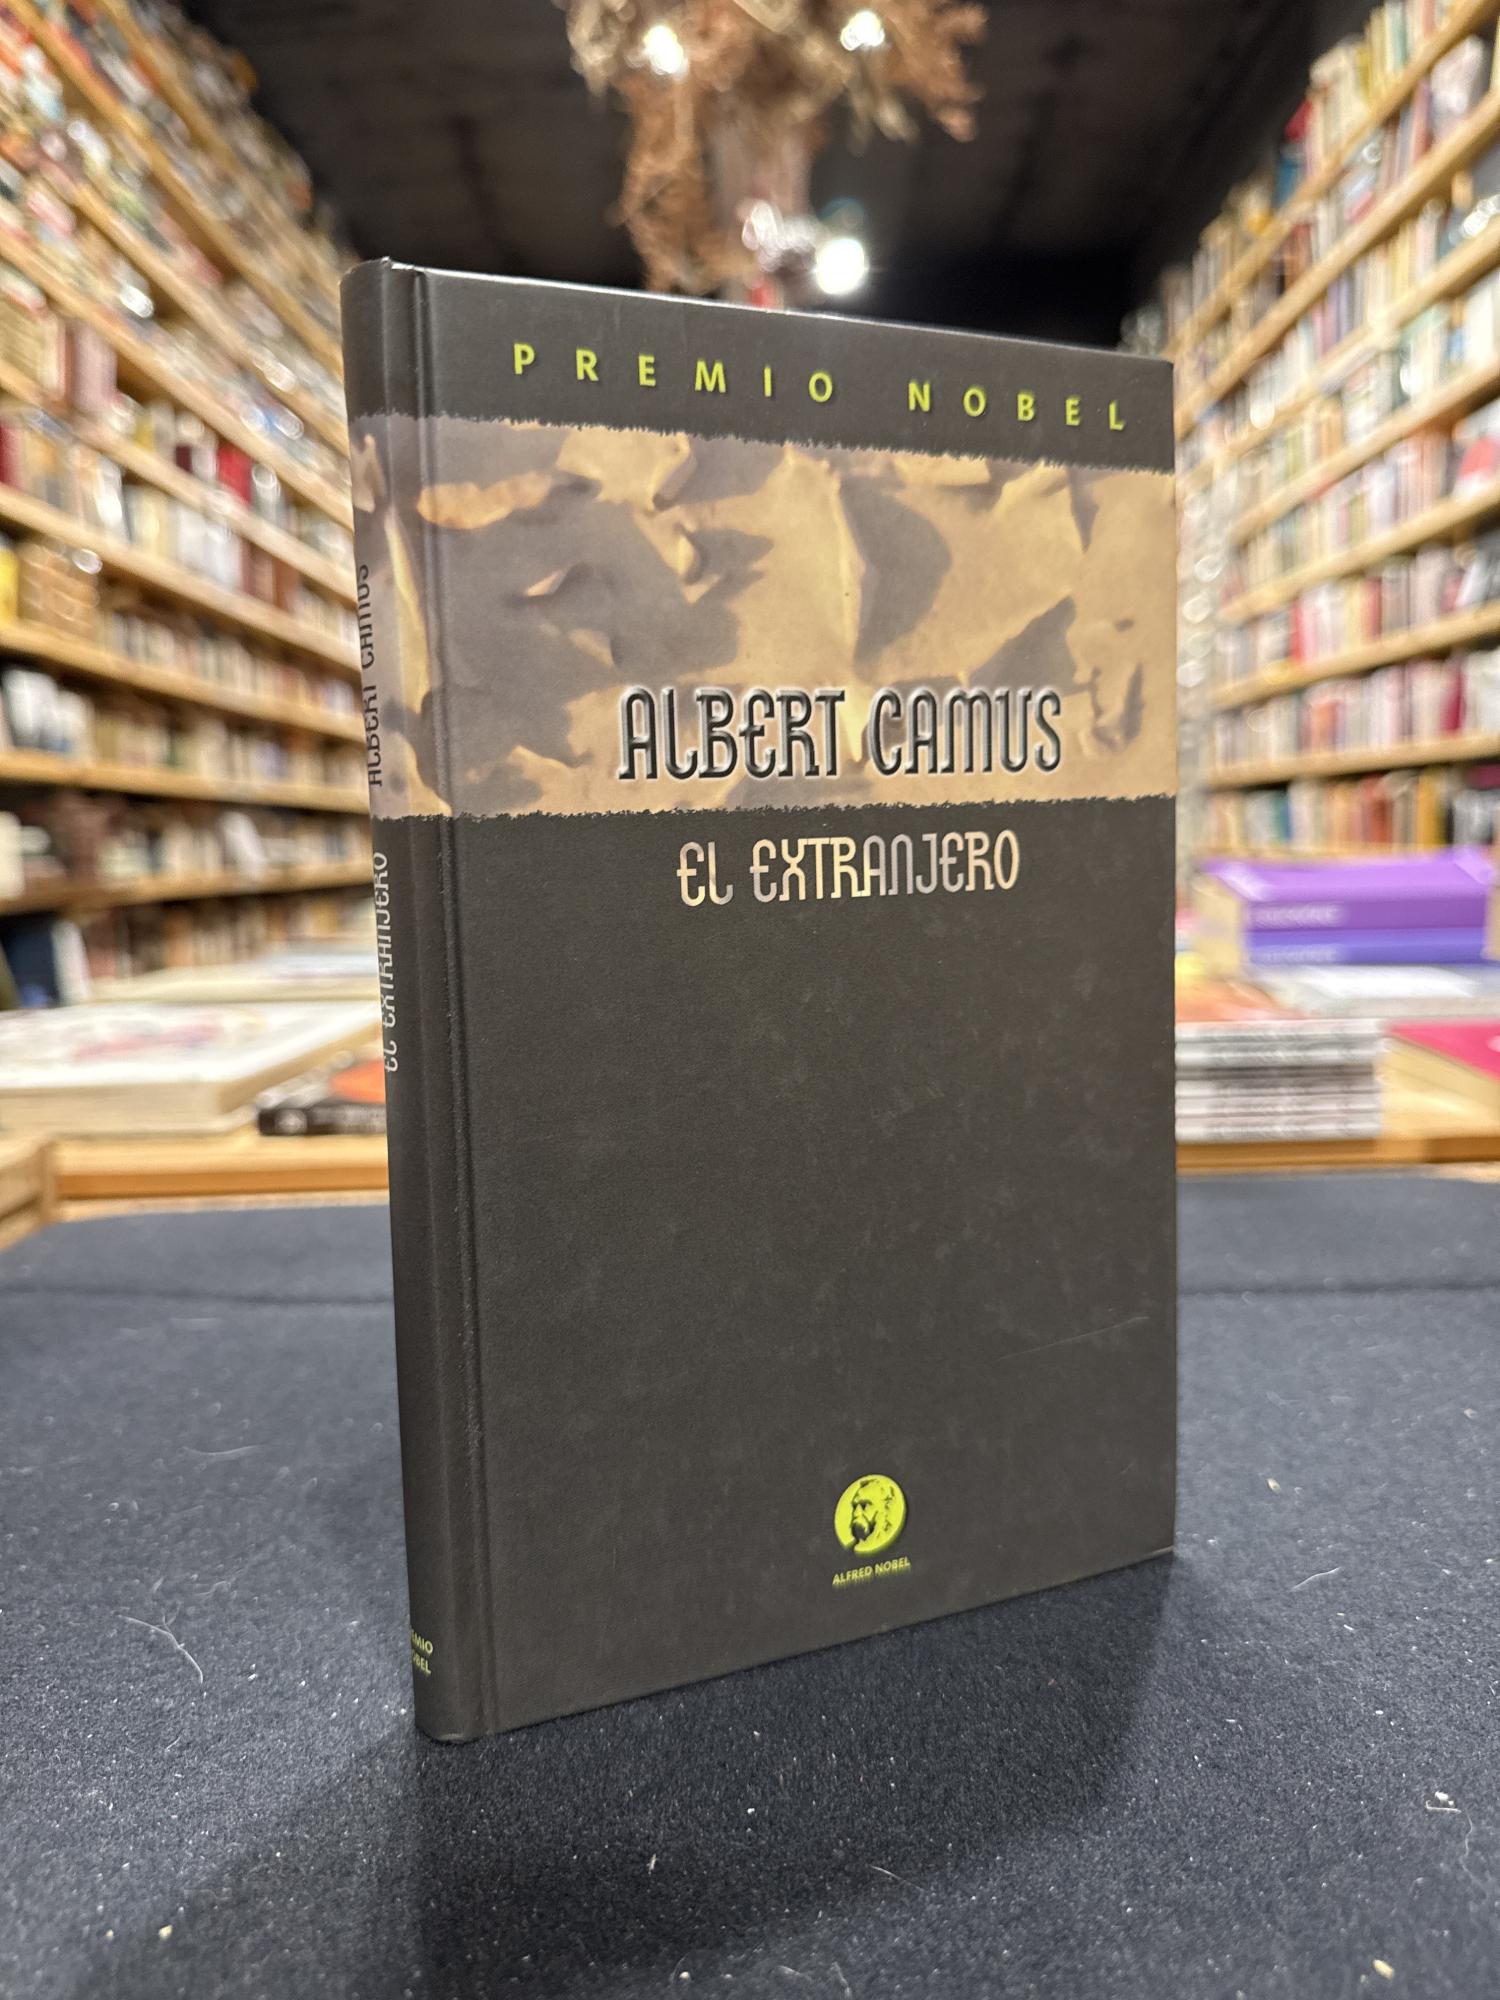 PREMIO NOBEL
ALBERT CAMUS
EL EXTRANJERO
ALFRED NOBEL
EL EXTRANJERO ALBERT CAMUS